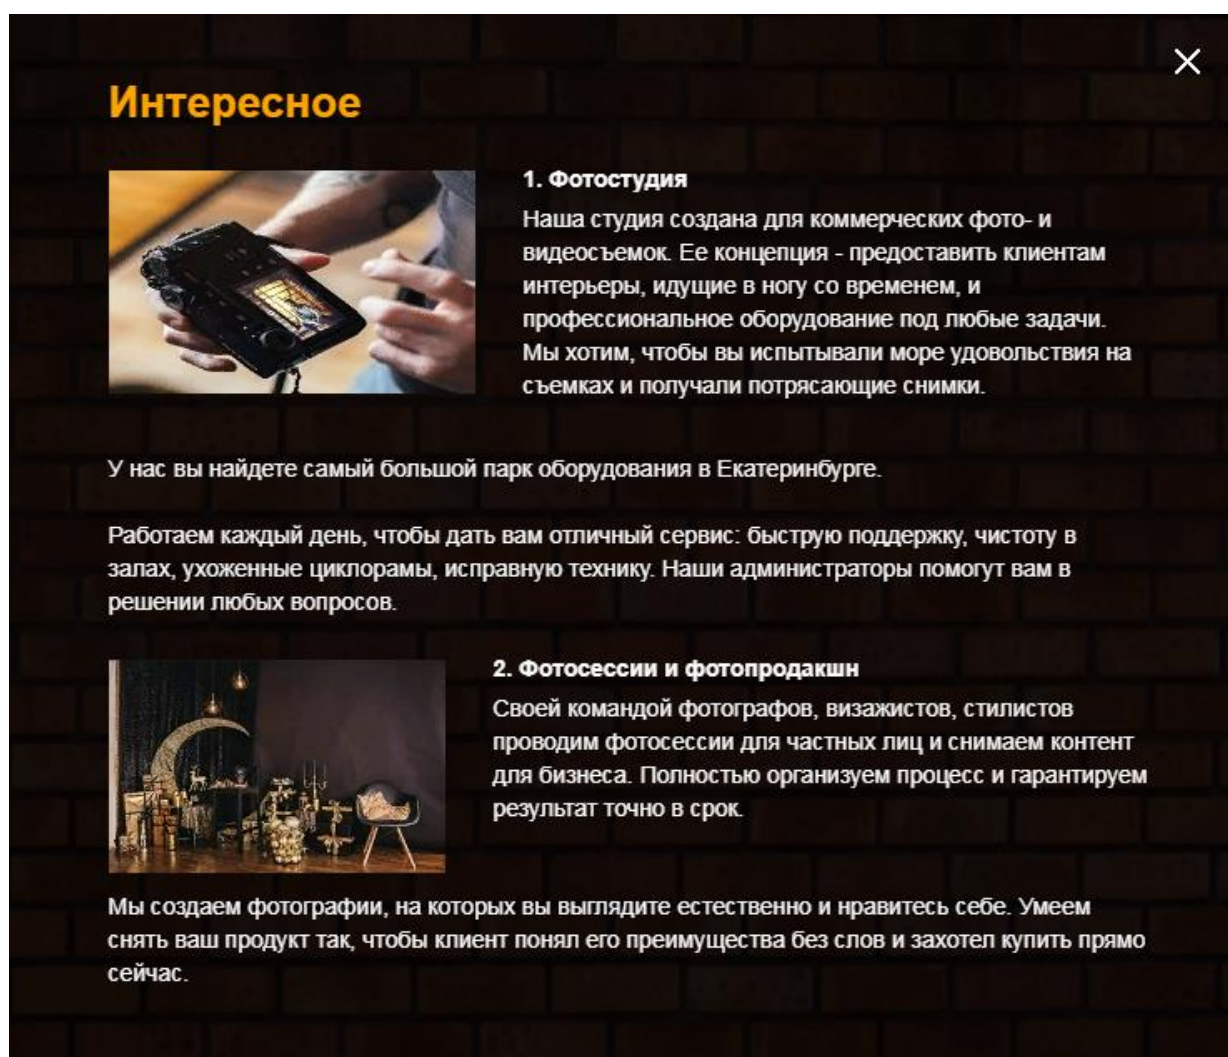 Интересное
1. Фотостудия
Наша студия создана для коммерческих фото- и
видеосъемок. Ее концепция - предоставить клиентам
интерьеры, идущие в ногу со временем, и
профессиональное оборудование под любые задачи.
Мы хотим, чтобы вы испытывали море удовольствия на
съемках и получали потрясающие снимки.
У нас вы найдете самый большой парк оборудования в Екатеринбурге.
Работаем каждый день, чтобы дать вам отличный сервис: быструю поддержку, чистоту в
залах, ухоженные циклорамы, исправную технику. Наши администраторы помогут вам в
решении любых вопросов.
2. Фотосессии и фотопродакшн
Своей командой фотографов, визажистов, стилистов
проводим фотосессии для частных лиц и снимаем контент
для бизнеса. Полностью организуем процесс и гарантируем
результат точно в срок.
Мы создаем фотографии, на которых вы выглядите естественно и нравитесь себе. Умеем
снять ваш продукт так, чтобы клиент понял его преимущества без слов и захотел купить прямо
сейчас.